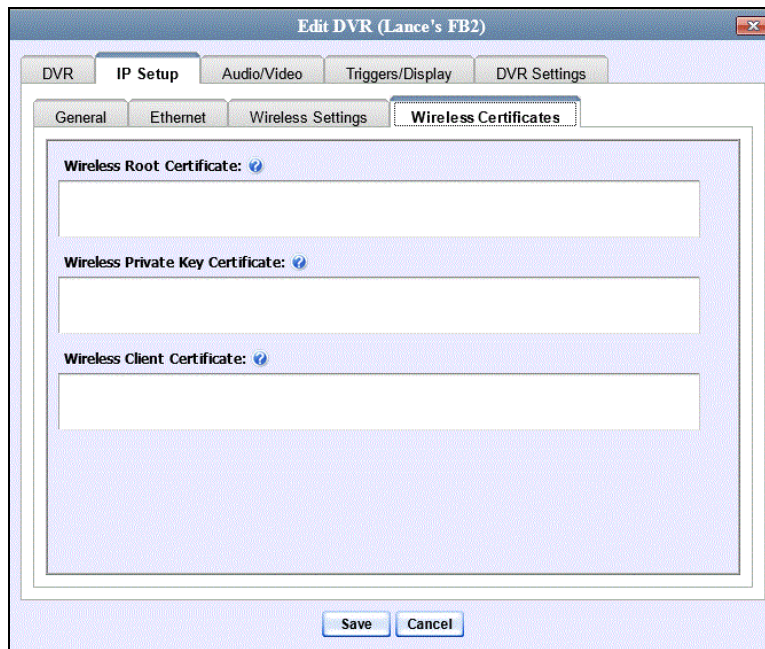 Edit DVR (Lance's FB2)
DVR IP Setup Audio/Video Triggers/Display DVR Settings
General Ethernet Wireless Settings Wireless Certificates
Wireless Root Certificate: ?
Wireless Private Key Certificate: ?
Wireless Client Certificate: ?
Save Cancel